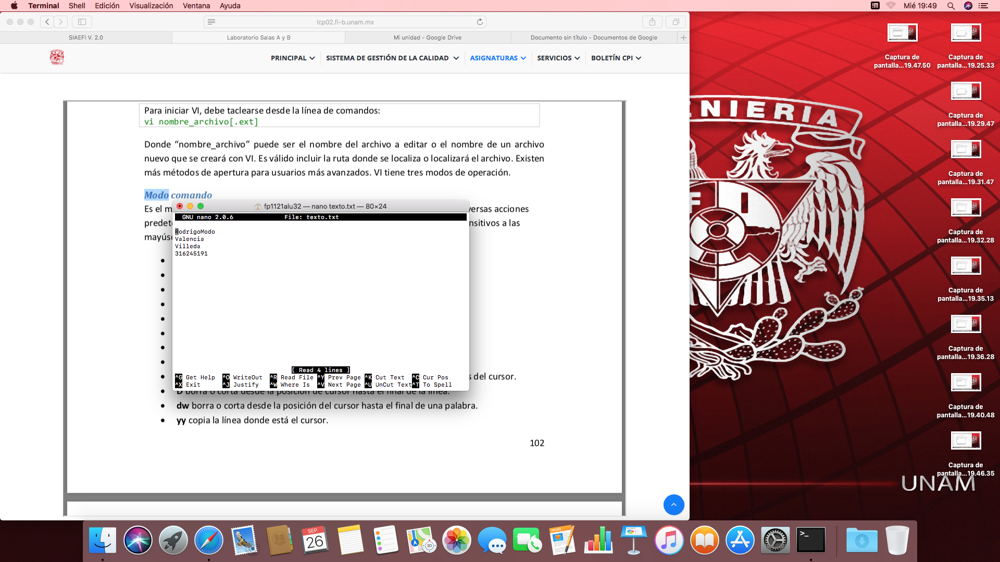 Terminal Shell Edición Visualización Ventana Ayuda Mié 19:49
lcp02.fi-b.unam.mx
SIAEFI V. 2.0 Laboratorio Salas A y B Mi unidad - Google Drive Documento sin título - Documentos de Google
PRINCIPAL SISTEMA DE GESTIÓN DE LA CALIDAD ASIGNATURAS SERVICIOS BOLETÍN CPI
Para iniciar VI, debe taclearse desde la línea de comandos:
vi nombre_archivo[.ext]
Donde “nombre_archivo” puede ser el nombre del archivo a editar o el nombre de un archivo
nuevo que se creará con VI. Es válido incluir la ruta donde se localiza o localizará el archivo. Existen
más métodos de apertura para usuarios más avanzados. VI tiene tres modos de operación.
Modo comando
Es el m versas acciones
predet nsitivos a las
mayús
fp1121alu32 — nano texto.txt — 80×24
GNU nano 2.0.6 File: texto.txt
RodrigoModo
Valencia
Villeda
316245191
[ Read 4 lines ]
^G Get Help ^O WriteOut ^R Read File ^Y Prev Page ^K Cut Text ^C Cur Pos
^X Exit ^J Justify ^W Where Is ^V Next Page ^U UnCut Text ^T To Spell
s del cursor.
D borra o corta desde la posición de cursor hasta el final de la línea.
dw borra o corta desde la posición del cursor hasta el final de una palabra.
yy copia la línea donde está el cursor.
102
NIERIA
FI
UNAM
Captura de
pantalla...19.47.50
Captura de
pantalla...19.25.33
Captura de
pantalla...19.29.47
Captura de
pantalla...19.31.47
Captura de
pantalla...19.32.28
Captura de
pantalla...19.35.13
Captura de
pantalla...19.36.28
Captura de
pantalla...19.40.48
Captura de
pantalla...19.46.35
SEP.
26
PAGES
3D
>_